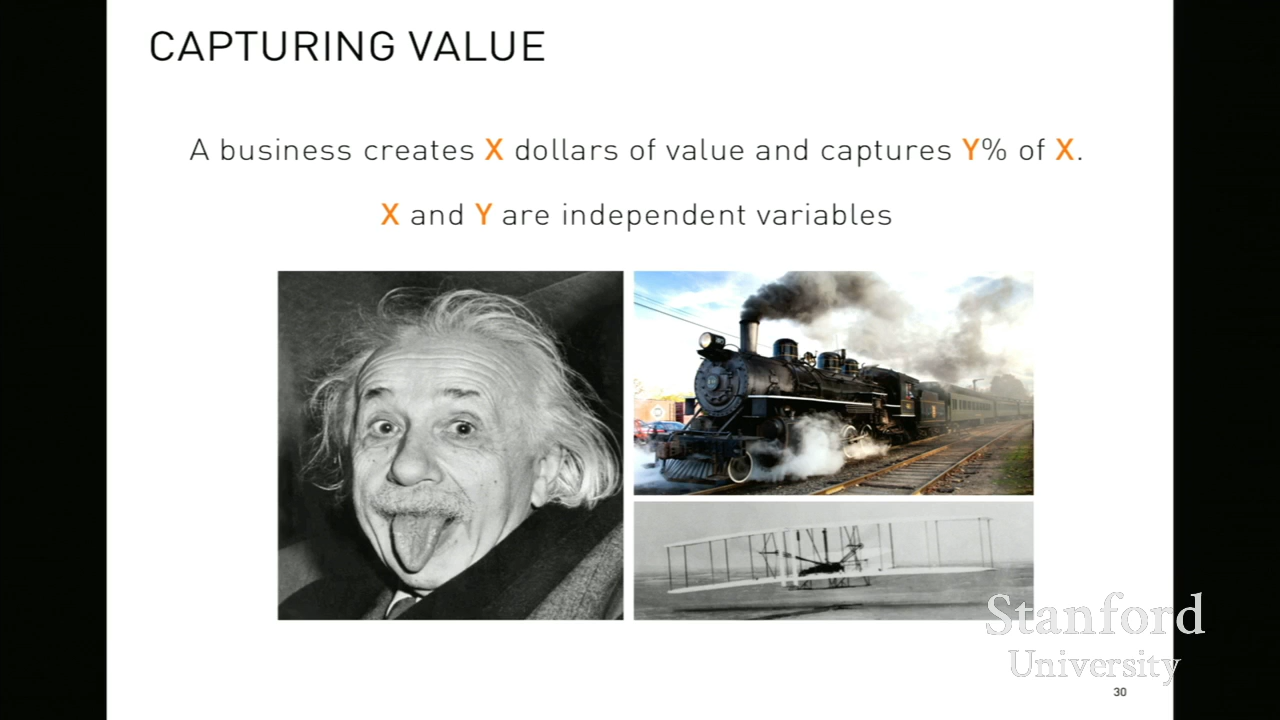 CAPTURING VALUE
A business creates X dollars of value and captures Y% of X.
X and Y are independent variables
Stanford
University
30